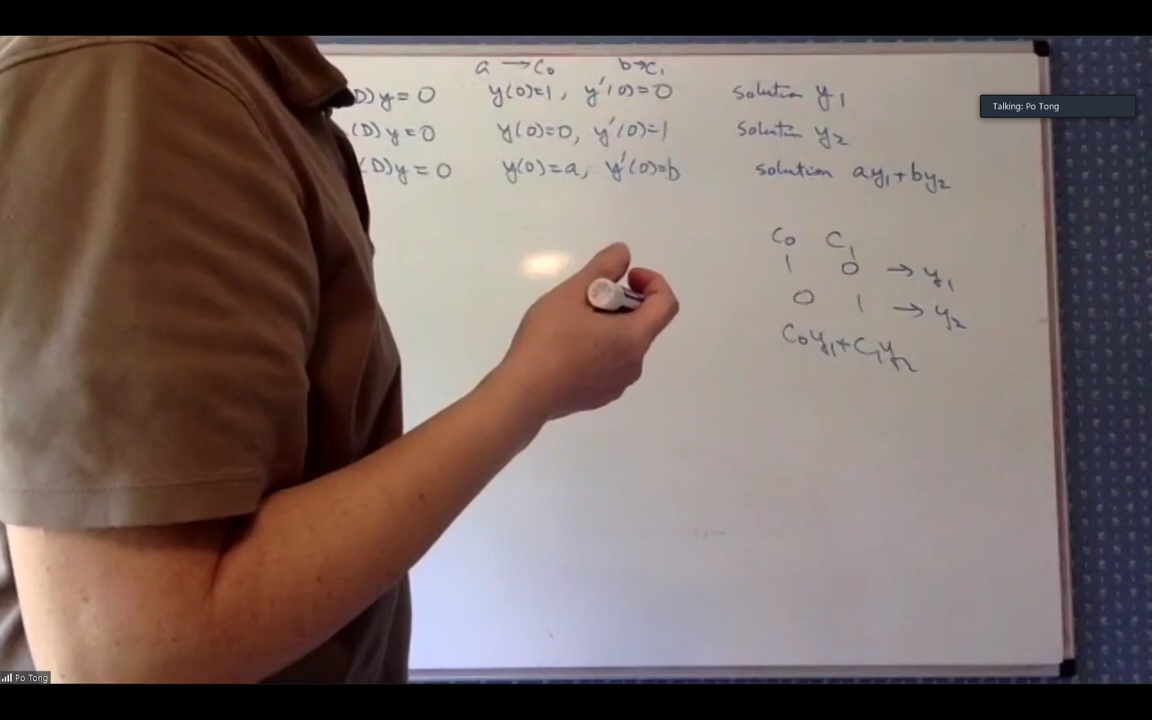 a → C₀ b → C₁
D)y = 0 y(0)=1, y'(0)=0 solution y₁
(D)y = 0 y(0)=0, y'(0)=1 solution y₂
(D)y = 0 y(0)=a, y'(0)=b solution ay₁+by₂
C₀ C₁
1 0 → y₁
0 1 → y₂
C₀y₁+C₁y₂
Talking: Po Tong
Po Tong